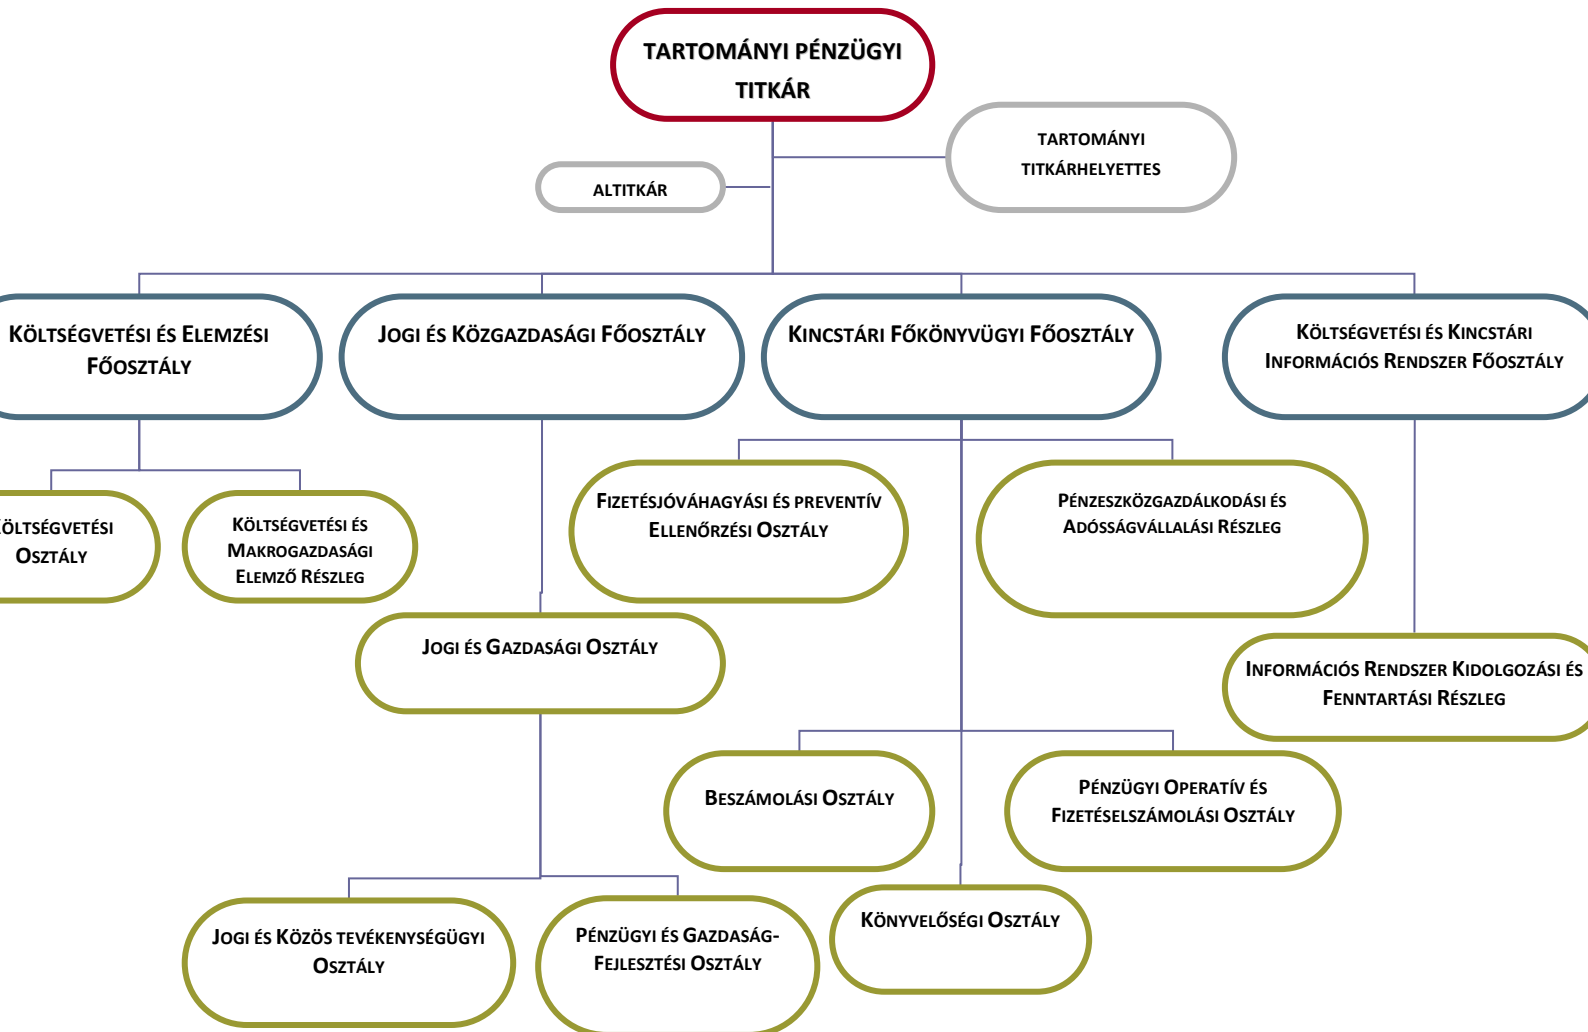 TARTOMÁNYI PÉNZÜGYI
TITKÁR
TARTOMÁNYI
TITKÁRHELYETTES
ALTITKÁR
KÖLTSÉGVETÉSI ÉS ELEMZÉSI
FŐOSZTÁLY
JOGI ÉS KÖZGAZDASÁGI FŐOSZTÁLY
KINCSTÁRI FŐKÖNYVÜGYI FŐOSZTÁLY
KÖLTSÉGVETÉSI ÉS KINCSTÁRI
INFORMÁCIÓS RENDSZER FŐOSZTÁLY
KÖLTSÉGVETÉSI
OSZTÁLY
KÖLTSÉGVETÉSI ÉS
MAKROGAZDASÁGI
ELEMZŐ RÉSZLEG
FIZETÉSJÓVÁHAGYÁSI ÉS PREVENTÍV
ELLENŐRZÉSI OSZTÁLY
PÉNZESZKÖZGAZDÁLKODÁSI ÉS
ADÓSSÁGVÁLLALÁSI RÉSZLEG
JOGI ÉS GAZDASÁGI OSZTÁLY
INFORMÁCIÓS RENDSZER KIDOLGOZÁSI ÉS
FENNTARTÁSI RÉSZLEG
BESZÁMOLÁSI OSZTÁLY
PÉNZÜGYI OPERATÍV ÉS
FIZETÉSELSZÁMOLÁSI OSZTÁLY
KÖNYVELŐSÉGI OSZTÁLY
JOGI ÉS KÖZÖS TEVÉKENYSÉGÜGYI
OSZTÁLY
PÉNZÜGYI ÉS GAZDASÁG-
FEJLESZTÉSI OSZTÁLY